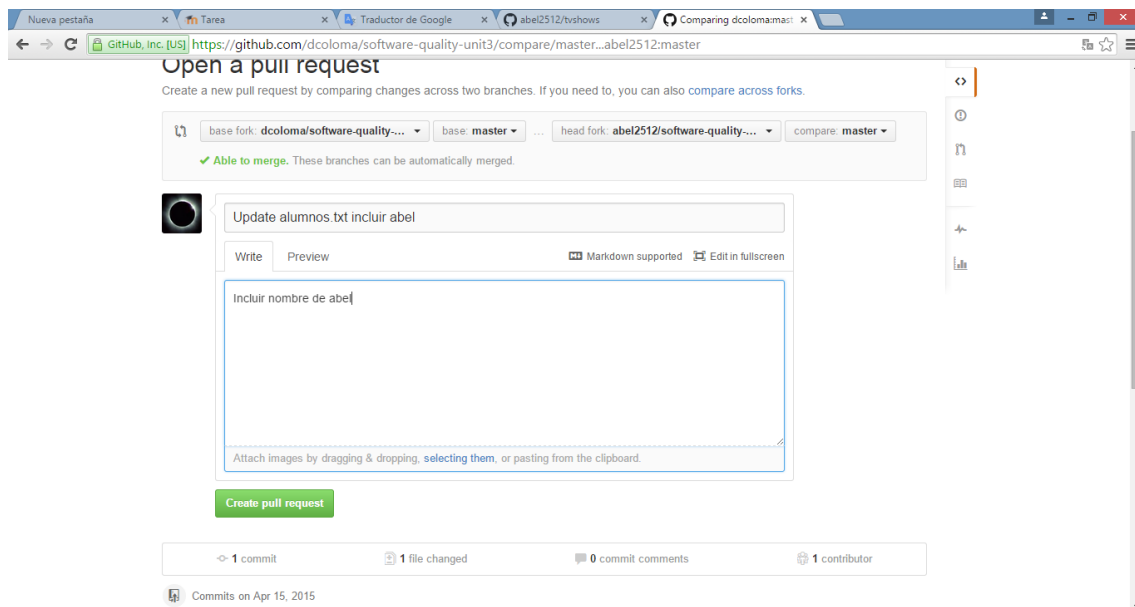 Nueva pestaña
Tarea
Traductor de Google
abel2512/tvshows
Comparing dcoloma:mast
GitHub, Inc. [US] https://github.com/dcoloma/software-quality-unit3/compare/master...abel2512:master
Open a pull request
Create a new pull request by comparing changes across two branches. If you need to, you can also compare across forks.
base fork: dcoloma/software-quality-... base: master ... head fork: abel2512/software-quality-... compare: master
Able to merge. These branches can be automatically merged.
Update alumnos.txt incluir abel
Write Preview Markdown supported Edit in fullscreen
Incluir nombre de abel
Attach images by dragging & dropping, selecting them, or pasting from the clipboard.
Create pull request
1 commit 1 file changed 0 commit comments 1 contributor
Commits on Apr 15, 2015